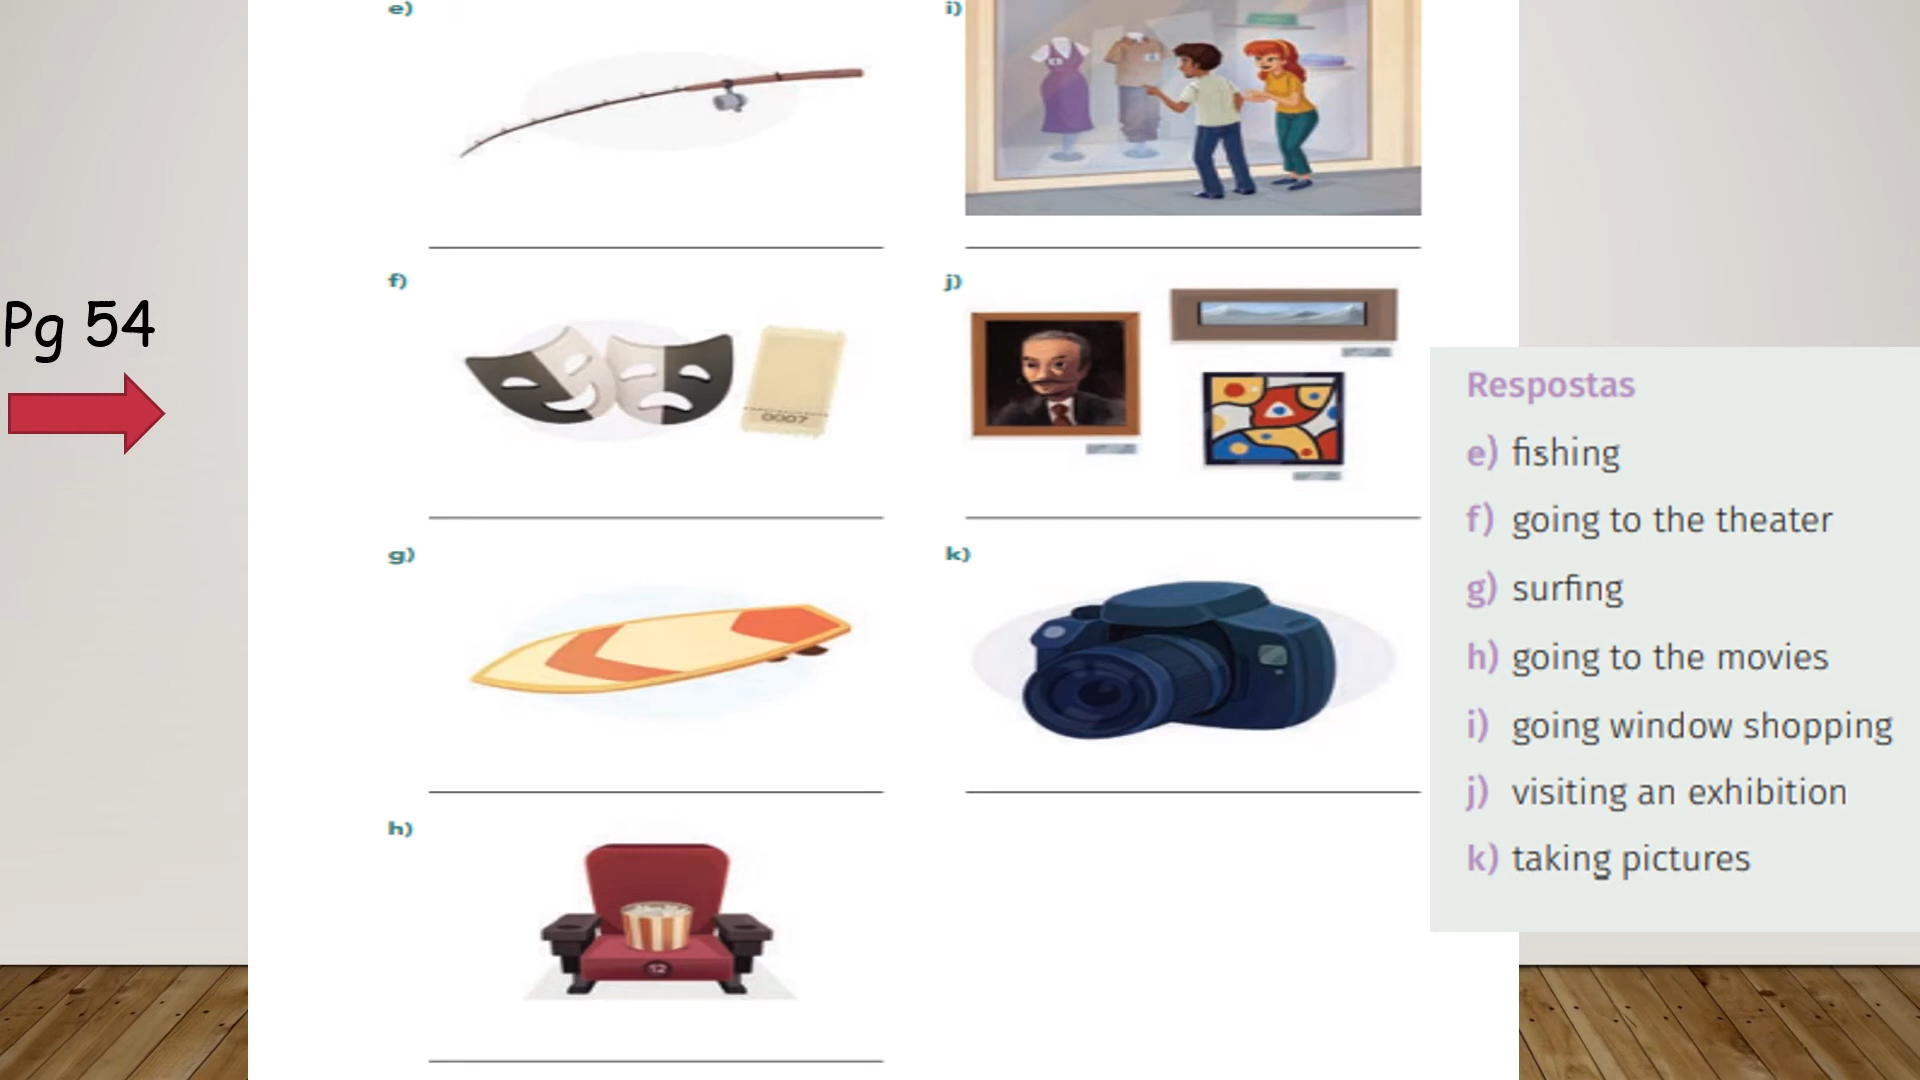 e)
i)
Pg 54
f)
0007
j)
g)
k)
h)
12
Respostas
e) fishing
f) going to the theater
g) surfing
h) going to the movies
i) going window shopping
j) visiting an exhibition
k) taking pictures